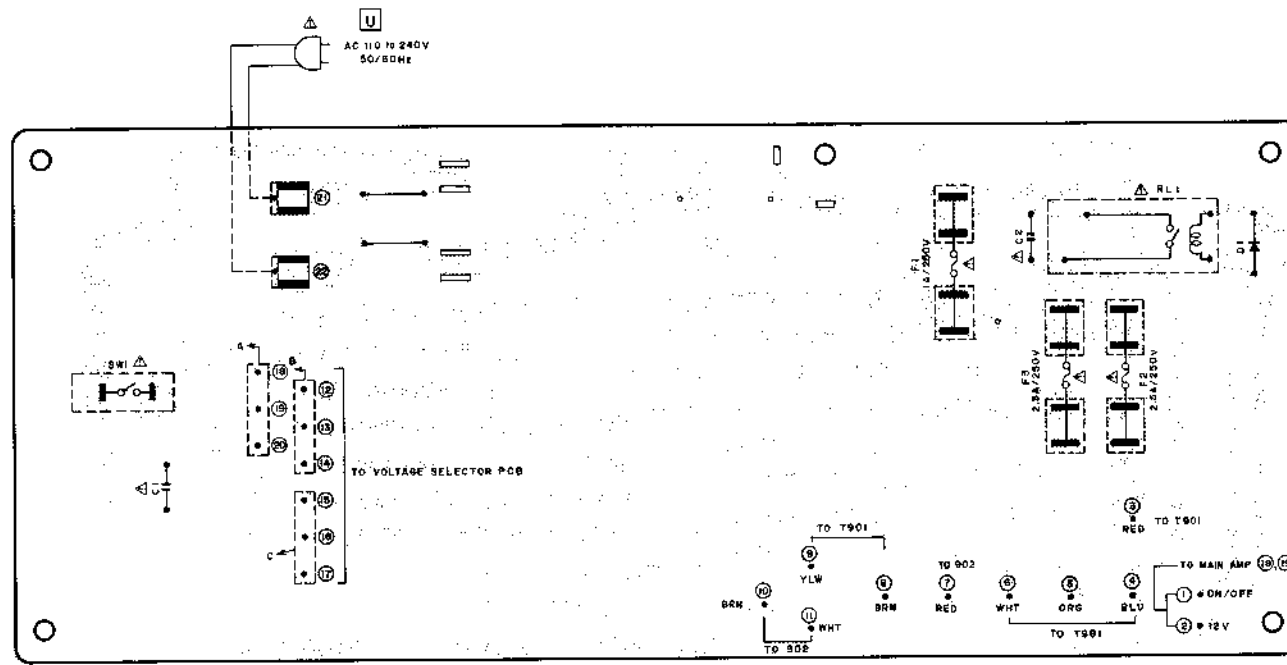 U
AC 110 to 240V
50/60Hz
21
22
RL1
C2
D1
F1
1A/250V
F3
2.5A/250V
F2
2.5A/250V
SW1
A
B
18
19
20
12
13
14
15
16
17
C
TO VOLTAGE SELECTOR PCB
C1
3
RED
TO T901
TO T901
9
YLW
10
BRN
11
WHT
TO 902
8
BRN
TO 902
7
RED
6
WHT
5
ORG
4
BLU
TO T901
TO MAIN AMP
1
ON/OFF
2
12V